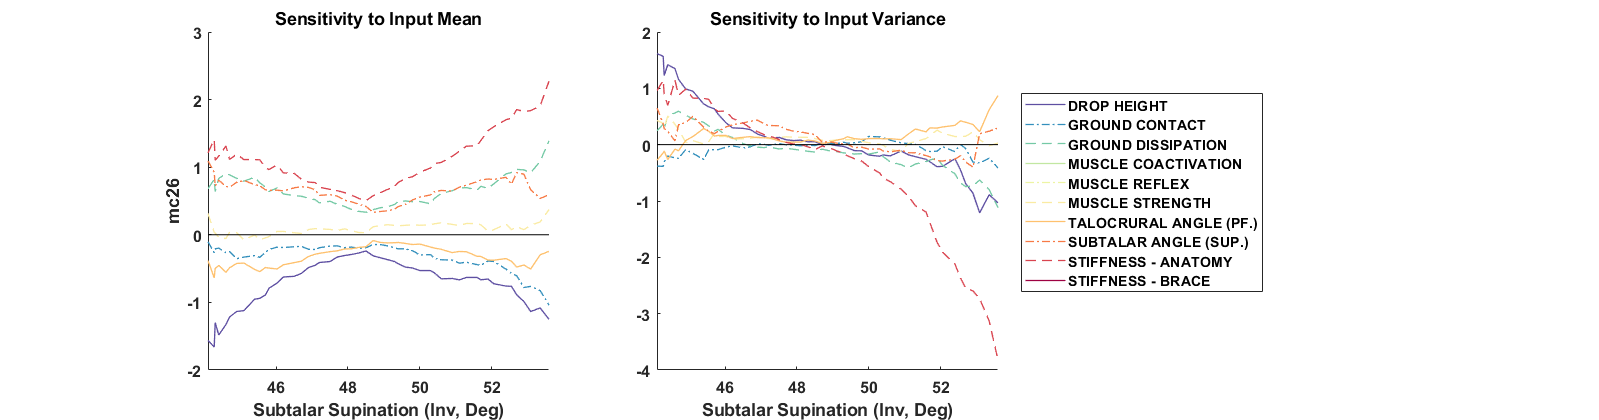 Sensitivity to Input Mean
3
2
1
0
-1
-2
mc26
46
48
50
52
Subtalar Supination (Inv, Deg)
Sensitivity to Input Variance
2
1
0
-1
-2
-3
-4
46
48
50
52
Subtalar Supination (Inv, Deg)
DROP HEIGHT
GROUND CONTACT
GROUND DISSIPATION
MUSCLE COACTIVATION
MUSCLE REFLEX
MUSCLE STRENGTH
TALOCRURAL ANGLE (PF.)
SUBTALAR ANGLE (SUP.)
STIFFNESS - ANATOMY
STIFFNESS - BRACE